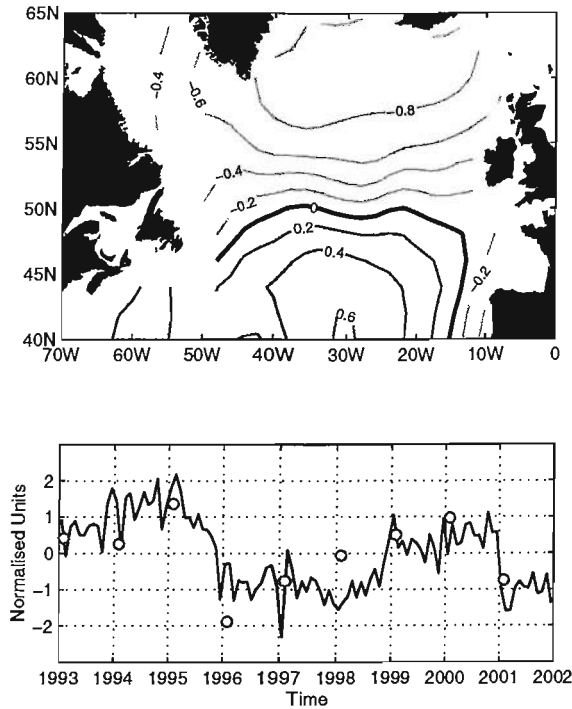 65N
60N
55N
50N
45N
40N
70W 60W 50W 40W 30W 20W 10W 0
-0.4
-0.6
-0.8
-0.4
-0.2
0
0.2
0.4
0.6
-0.2
Normalised Units
2
1
0
-1
-2
1993 1994 1995 1996 1997 1998 1999 2000 2001 2002
Time